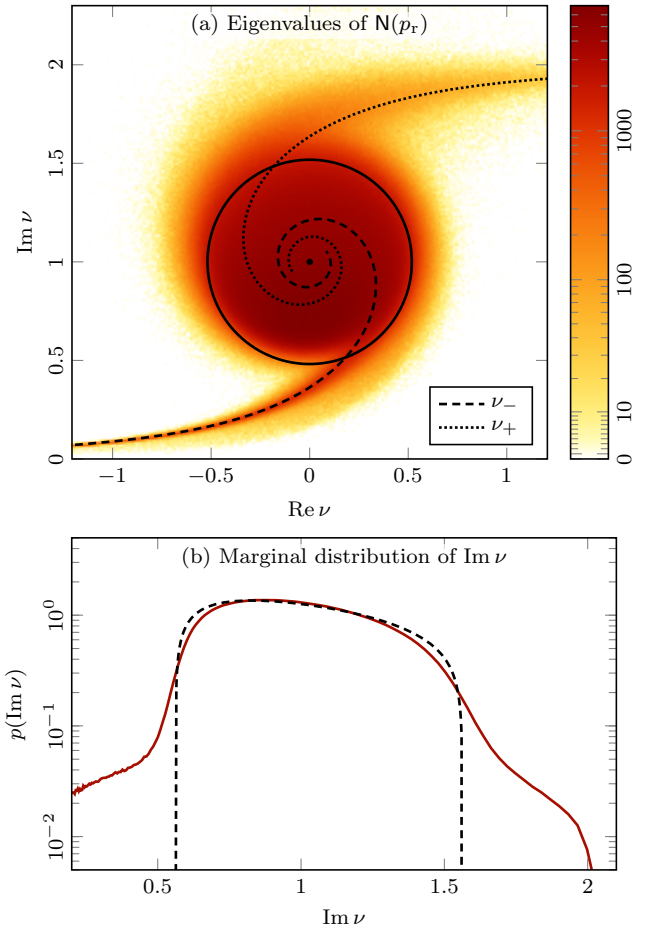 (a) Eigenvalues of N(p_r)
2
1.5
1
0.5
0
Im ν
−1
−0.5
0
0.5
1
Re ν
ν₋
ν₊
1000
100
10
0
(b) Marginal distribution of Im ν
10⁰
10⁻¹
10⁻²
p(Im ν)
0.5
1
1.5
2
Im ν